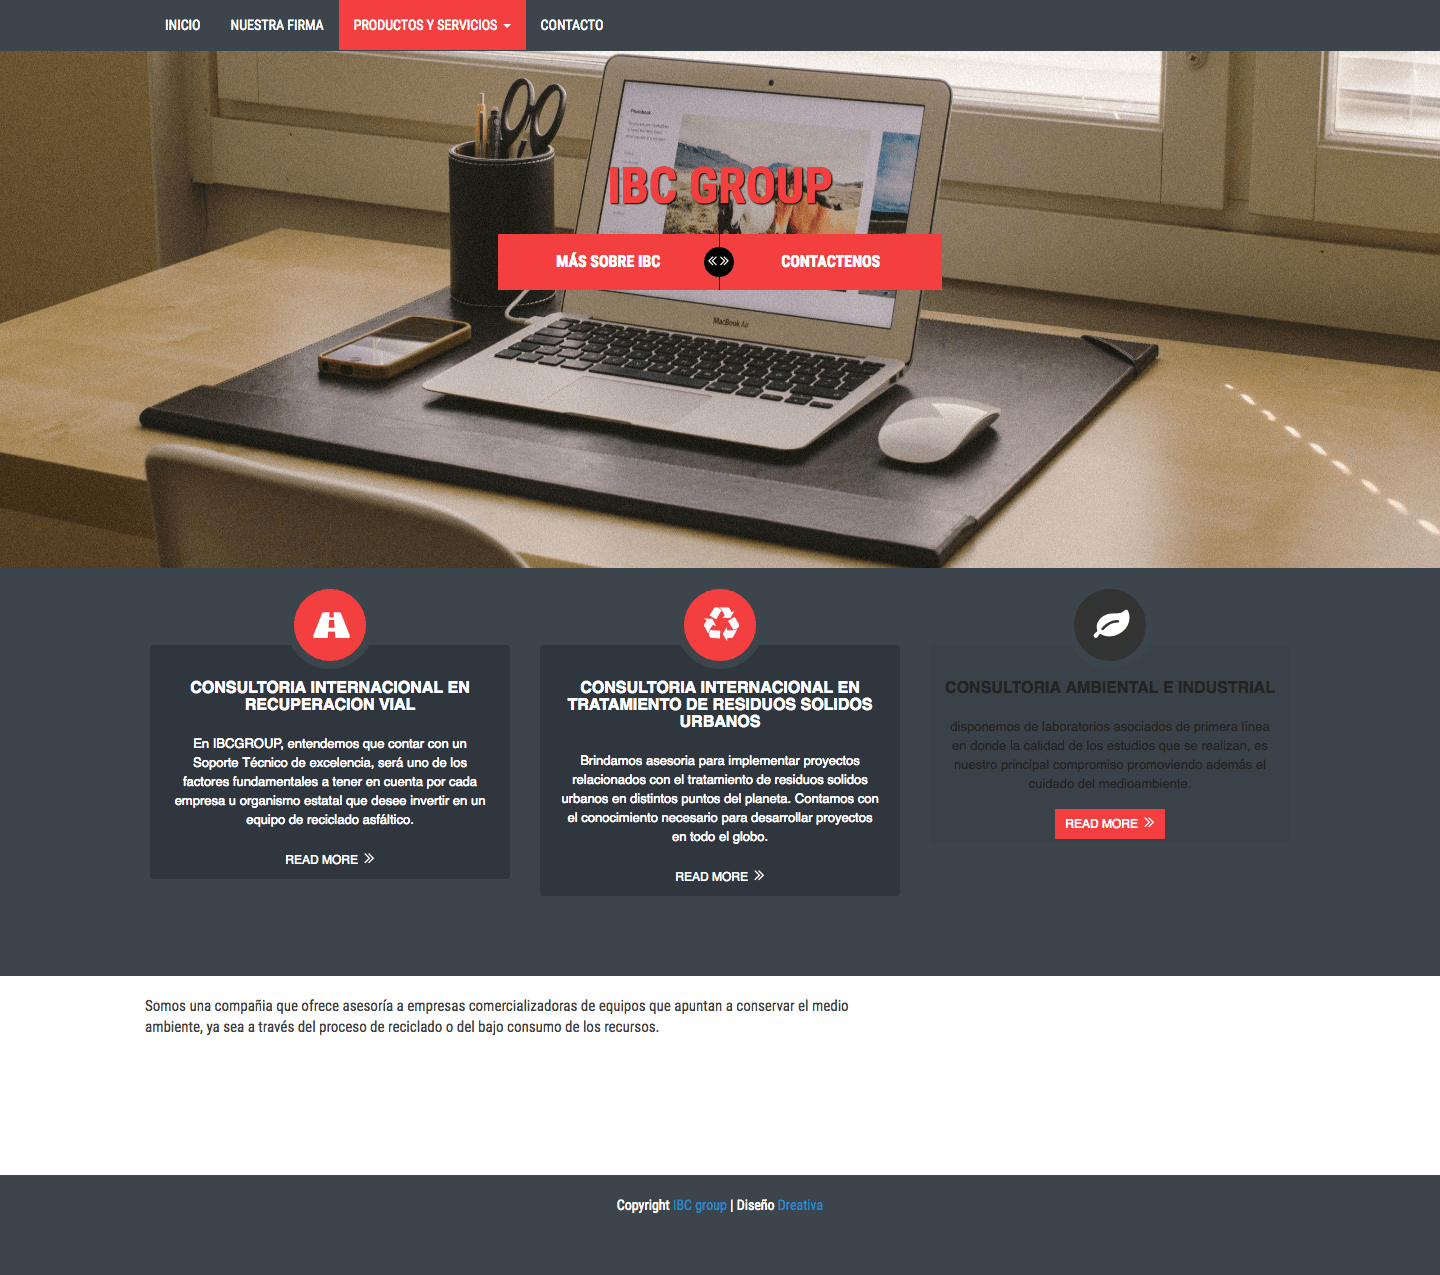 INICIO NUESTRA FIRMA PRODUCTOS Y SERVICIOS CONTACTO
Photobook
IBC GROUP
MÁS SOBRE IBC CONTACTENOS
MacBook Air
CONSULTORIA INTERNACIONAL EN
RECUPERACION VIAL
En IBCGROUP, entendemos que contar con un
Soporte Técnico de excelencia, será uno de los
factores fundamentales a tener en cuenta por cada
empresa u organismo estatal que desee invertir en un
equipo de reciclado asfáltico.
READ MORE
CONSULTORIA INTERNACIONAL EN
TRATAMIENTO DE RESIDUOS SOLIDOS
URBANOS
Brindamos asesoria para implementar proyectos
relacionados con el tratamiento de residuos solidos
urbanos en distintos puntos del planeta. Contamos con
el conocimiento necesario para desarrollar proyectos
en todo el globo.
READ MORE
CONSULTORIA AMBIENTAL E INDUSTRIAL
disponemos de laboratorios asociados de primera línea
en donde la calidad de los estudios que se realizan, es
nuestro principal compromiso promoviendo además el
cuidado del medioambiente.
READ MORE
Somos una compañia que ofrece asesoría a empresas comercializadoras de equipos que apuntan a conservar el medio
ambiente, ya sea a través del proceso de reciclado o del bajo consumo de los recursos.
Copyright IBC group | Diseño Dreativa